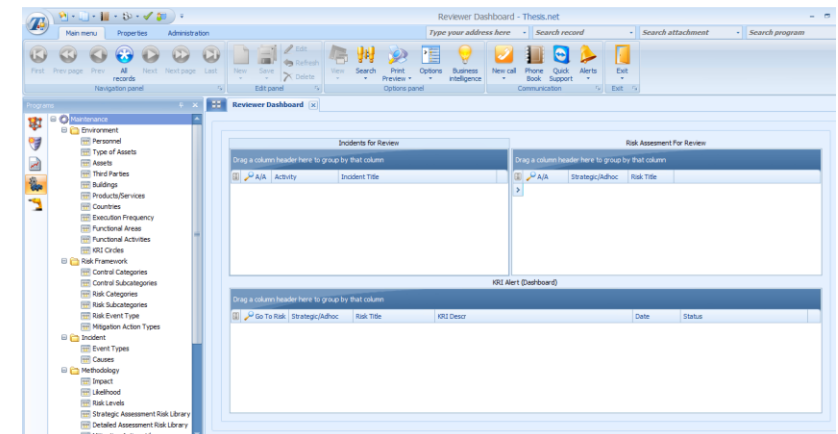 Reviewer Dashboard - Thesis.net
Main menu Properties Administration Type your address here Search record Search attachment Search program
First Prev page Prev All records Next Next page Last New Save Edit Refresh Delete New Search Print Preview Options Business intelligence New call Phone Book Quick Support Alerts Exit
Navigation panel Edit panel Options panel Communication Exit
Programs Reviewer Dashboard
Maintenance
Environment
Personnel
Type of Assets
Assets
Third Parties
Buildings
Products/Services
Countries
Execution Frequency
Functional Areas
Functional Activities
KRI Circles
Risk Framework
Control Categories
Control Subcategories
Risk Categories
Risk Subcategories
Risk Event Type
Mitigation Action Types
Incident
Event Types
Causes
Methodology
Impact
Likelihood
Risk Levels
Strategic Assessment Risk Library
Detailed Assessment Risk Library
Incidents for Review
Drag a column header here to group by that column
A/A Activity Incident Title
Risk Assesment For Review
Drag a column header here to group by that column
A/A Strategic/Adhoc Risk Title
KRI Alert (Dashboard)
Drag a column header here to group by that column
Go To Risk Strategic/Adhoc Risk Title KRI Descr Date Status